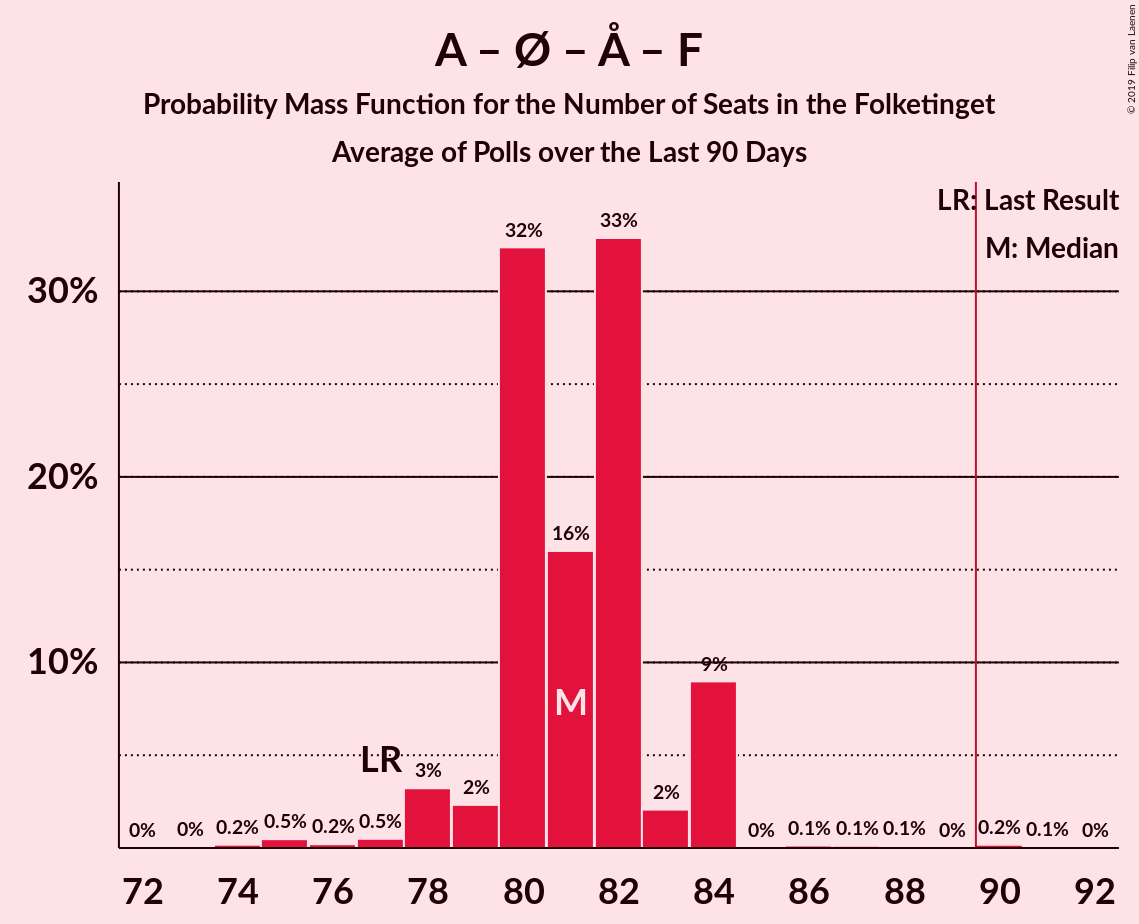 A – Ø – Å – F
Probability Mass Function for the Number of Seats in the Folketinget
Average of Polls over the Last 90 Days
© 2019 Filip van Laenen
LR: Last Result
M: Median
30%
20%
10%
0%
0%
0.2%
0.5%
0.2%
0.5%
LR
3%
2%
32%
16%
M
33%
2%
9%
0%
0.1%
0.1%
0.1%
0%
0.2%
0.1%
0%
72 74 76 78 80 82 84 86 88 90 92